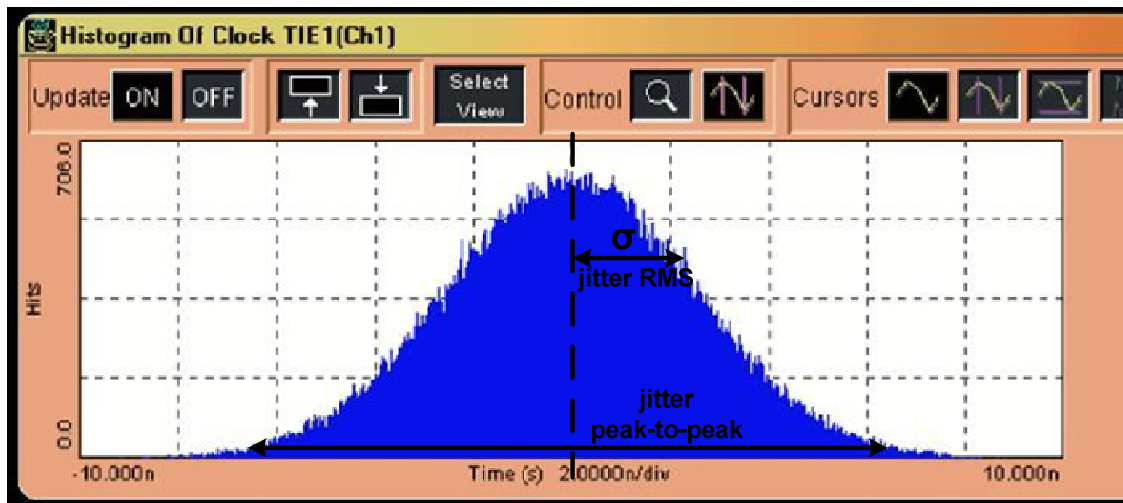 Histogram Of Clock TIE1(Ch1)
Update ON OFF Select View Control Cursors
706.0
Hits
0.0
σ
jitter RMS
jitter
peak-to-peak
-10.000n Time (s) 2.0000n/div 10.000n